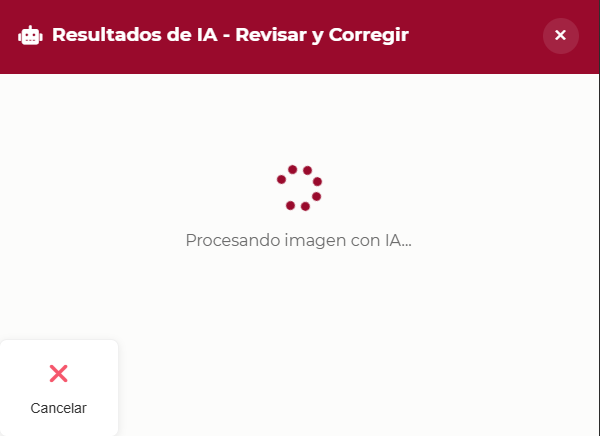 Resultados de IA - Revisar y Corregir
Procesando imagen con IA...
Cancelar